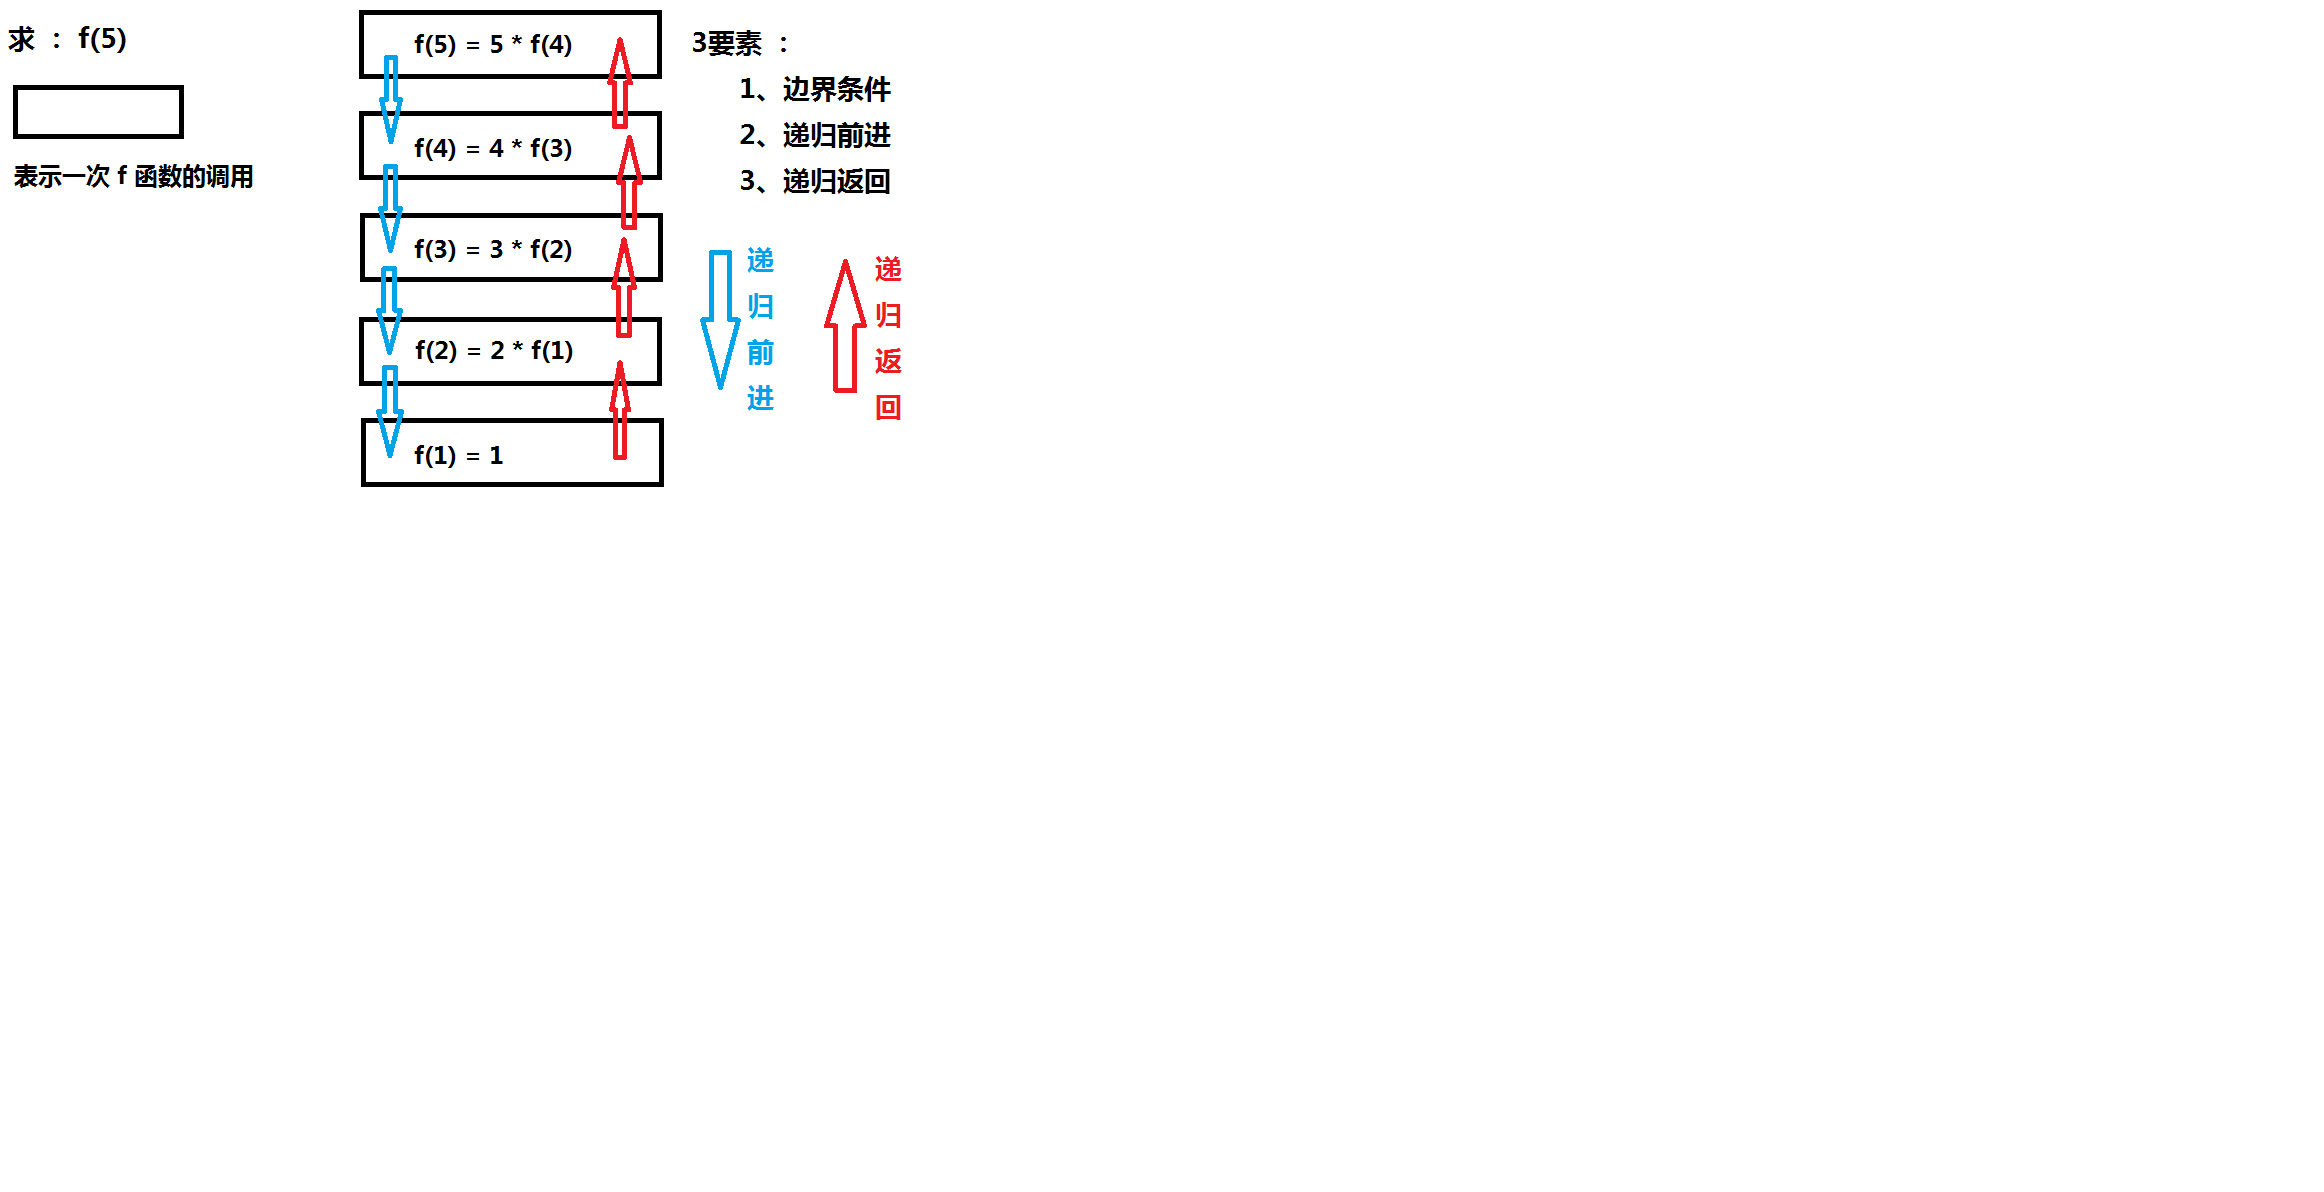 求 : f(5)
表示一次 f 函数的调用
f(5) = 5 * f(4)
f(4) = 4 * f(3)
f(3) = 3 * f(2)
f(2) = 2 * f(1)
f(1) = 1
3要素 :
1、边界条件
2、递归前进
3、递归返回
递
归
前
进
递
归
返
回